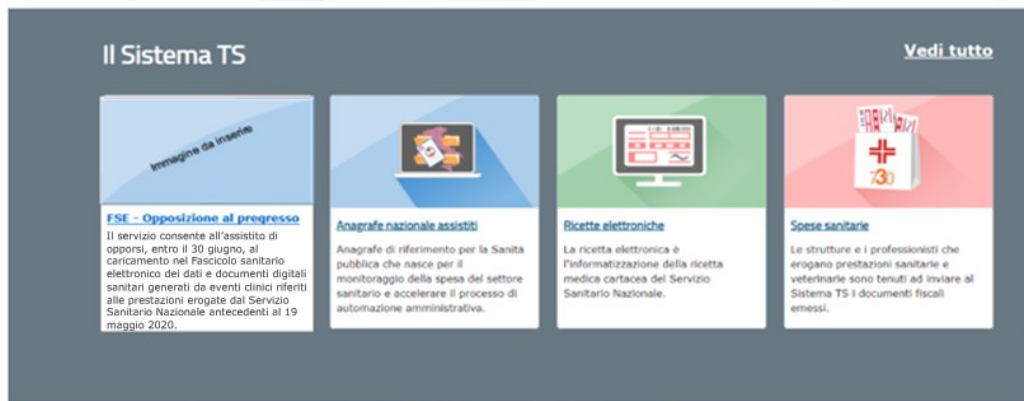 Il Sistema TS
Vedi tutto
Immagine da inserire
FSE - Opposizione al pregresso
Il servizio consente all'assistito di
opporsi, entro il 30 giugno, al
caricamento nel Fascicolo sanitario
elettronico dei dati e documenti digitali
sanitari generati da eventi clinici riferiti
alle prestazioni erogate dal Servizio
Sanitario Nazionale antecedenti al 19
maggio 2020.
Anagrafe nazionale assistiti
Anagrafe di riferimento per la Sanità
pubblica che nasce per il
monitoraggio della spesa del settore
sanitario e accelerare il processo di
automazione amministrativa.
Ricette elettroniche
La ricetta elettronica è
l'informatizzazione della ricetta
medica cartacea del Servizio
Sanitario Nazionale.
730
Spese sanitarie
Le strutture e i professionisti che
erogano prestazioni sanitarie e
veterinarie sono tenuti ad inviare al
Sistema TS i documenti fiscali
emessi.